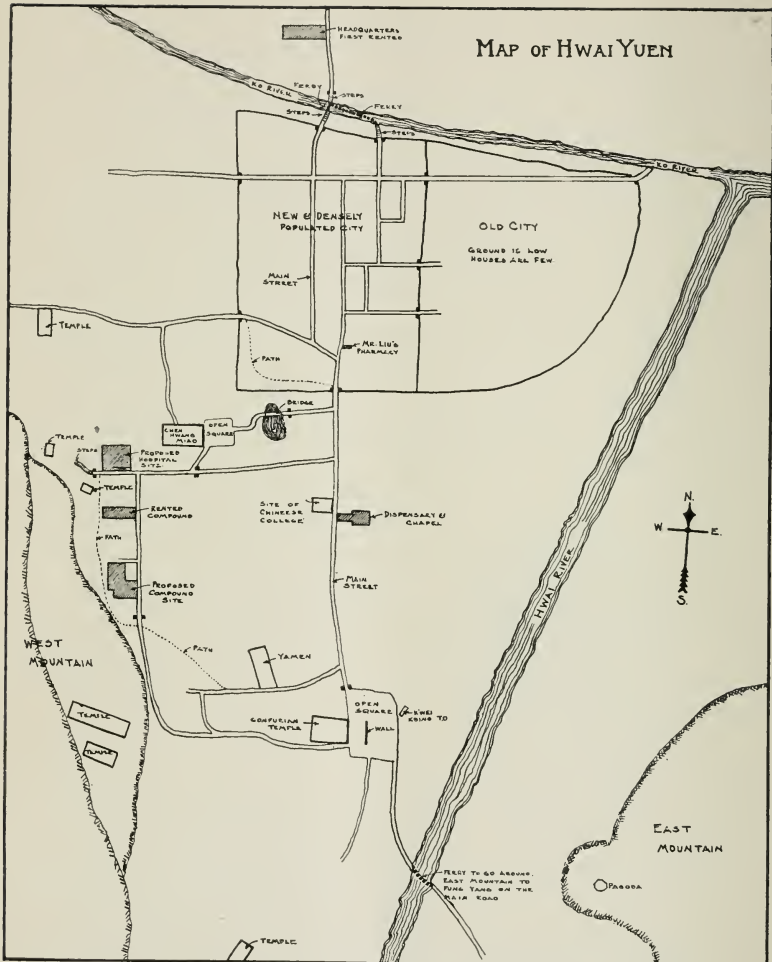 MAP OF HWAI YUEN
HEADQUARTERS
FIRST RENTED
KO RIVER
FERRY
STEPS
STEPS
FERRY
STEPS
KO RIVER
NEW & DENSELY
POPULATED CITY
OLD CITY
GROUND IS LOW
HOUSES ARE FEW
MAIN
STREET
TEMPLE
PATH
MR. LIU'S
PHARMACY
BRIDGE
CHEN
HWANG
MIAO
OPEN
SQUARE
TEMPLE
STEPS
PROPOSED
HOSPITAL
SITE
TEMPLE
RENTED
COMPOUND
SITE OF
CHINEESE
COLLEGE
DISPENSARY &
CHAPEL
N.
W
E.
S.
PATH
PROPOSED
COMPOUND
SITE
MAIN
STREET
HWAI RIVER
WEST
MOUNTAIN
PATH
YAMEN
TEMPLE
TEMPLE
CONFUCIAN
TEMPLE
OPEN
SQUARE
WALL
K'WEI
EAST
MOUNTAIN
PAGODA
FERRY TO GO AROUND
EAST MOUNTAIN TO
FUNG YANG ON THE
MAIN ROAD
TEMPLE